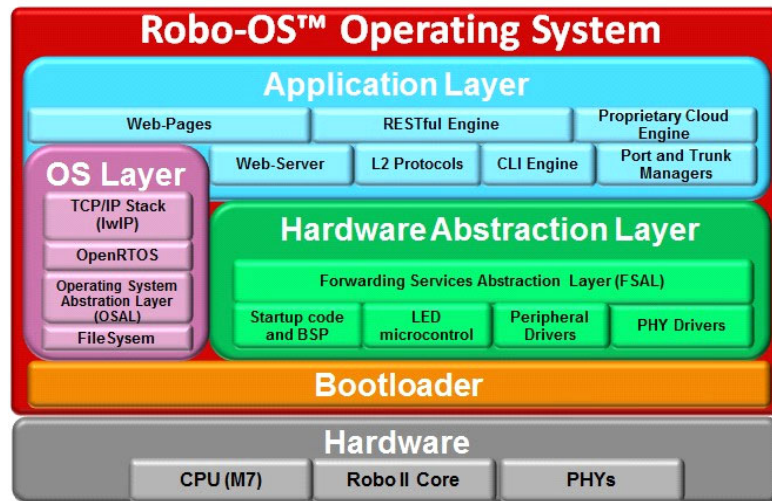 Robo-OS™ Operating System
Application Layer
Web-Pages
RESTful Engine
Proprietary Cloud
Engine
Web-Server
L2 Protocols
CLI Engine
Port and Trunk
Managers
OS Layer
TCP/IP Stack
(lwIP)
OpenRTOS
Operating System
Abstration Layer
(OSAL)
File Sysem
Hardware Abstraction Layer
Forwarding Services Abstraction Layer (FSAL)
Startup code
and BSP
LED
microcontrol
Peripheral
Drivers
PHY Drivers
Bootloader
Hardware
CPU (M7)
Robo II Core
PHYs